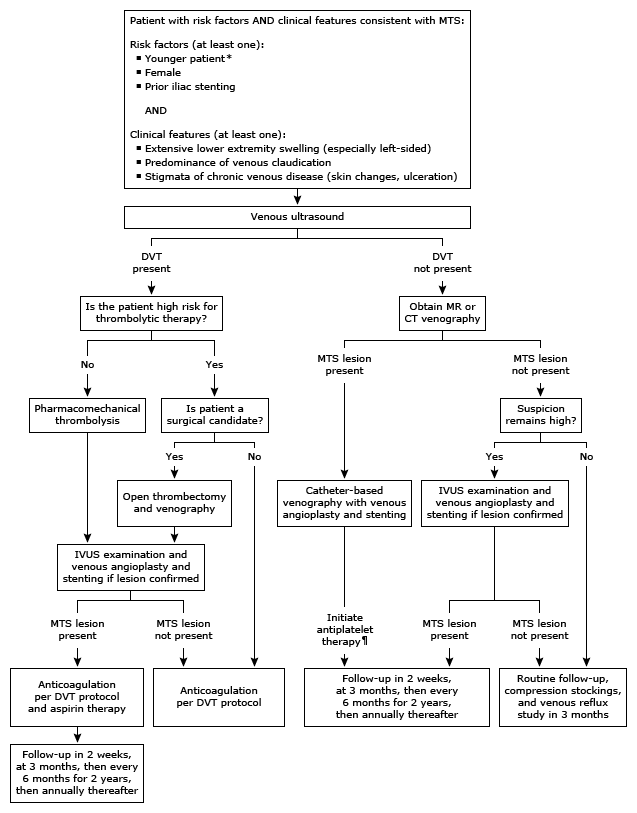 Patient with risk factors AND clinical features consistent with MTS:
Risk factors (at least one):
▪ Younger patient*
▪ Female
▪ Prior iliac stenting
AND
Clinical features (at least one):
▪ Extensive lower extremity swelling (especially left-sided)
▪ Predominance of venous claudication
▪ Stigmata of chronic venous disease (skin changes, ulceration)
Venous ultrasound
DVT
present
DVT
not present
Is the patient high risk for
thrombolytic therapy?
Obtain MR or
CT venography
No
Yes
MTS lesion
present
MTS lesion
not present
Pharmacomechanical
thrombolysis
Is patient a
surgical candidate?
Suspicion
remains high?
Yes
No
Yes
No
Open thrombectomy
and venography
Catheter-based
venography with venous
angioplasty and stenting
IVUS examination and
venous angioplasty and
stenting if lesion confirmed
IVUS examination and
venous angioplasty and
stenting if lesion confirmed
MTS lesion
present
MTS lesion
not present
Initiate
antiplatelet
therapy¶
MTS lesion
present
MTS lesion
not present
Anticoagulation
per DVT protocol
and aspirin therapy
Anticoagulation
per DVT protocol
Follow-up in 2 weeks,
at 3 months, then every
6 months for 2 years,
then annually thereafter
Routine follow-up,
compression stockings,
and venous reflux
study in 3 months
Follow-up in 2 weeks,
at 3 months, then every
6 months for 2 years,
then annually thereafter